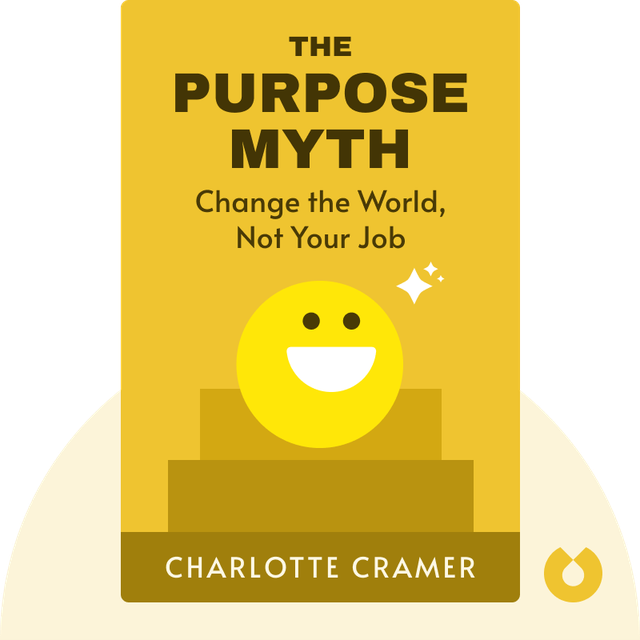 THE
PURPOSE
MYTH
Change the World,
Not Your Job
CHARLOTTE CRAMER